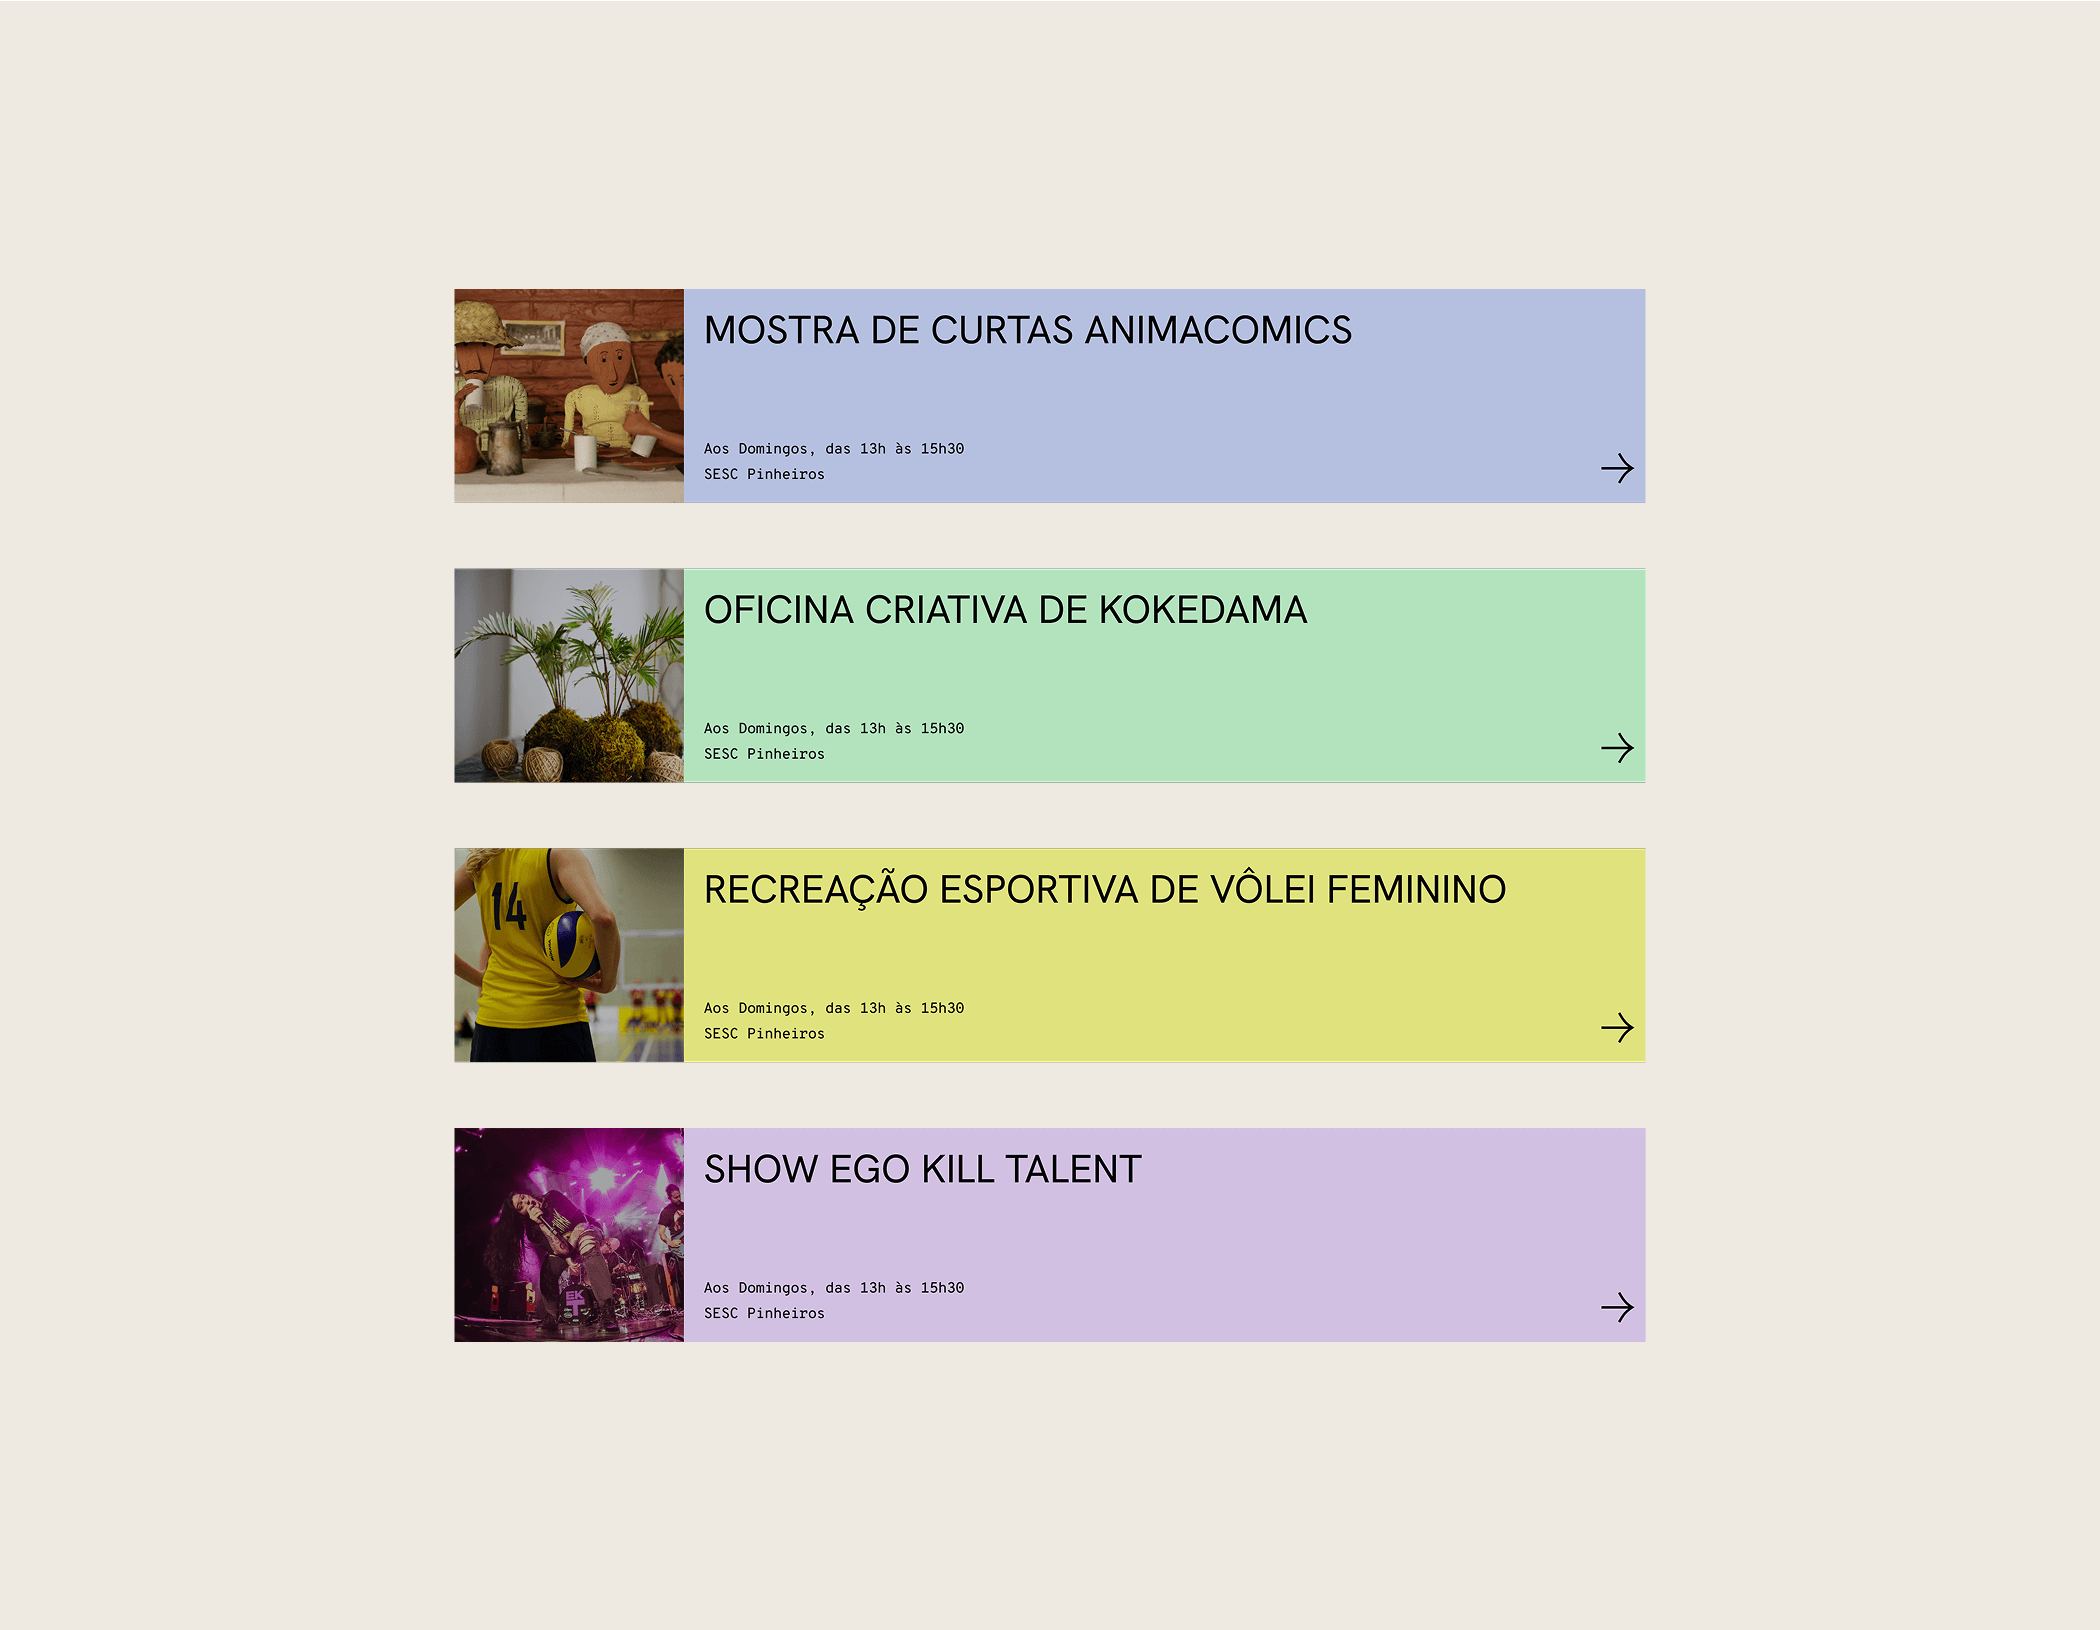 MOSTRA DE CURTAS ANIMACOMICS
Aos Domingos, das 13h às 15h30
SESC Pinheiros
OFICINA CRIATIVA DE KOKEDAMA
Aos Domingos, das 13h às 15h30
SESC Pinheiros
14
RECREAÇÃO ESPORTIVA DE VÔLEI FEMININO
Aos Domingos, das 13h às 15h30
SESC Pinheiros
SHOW EGO KILL TALENT
Aos Domingos, das 13h às 15h30
SESC Pinheiros
EK
T